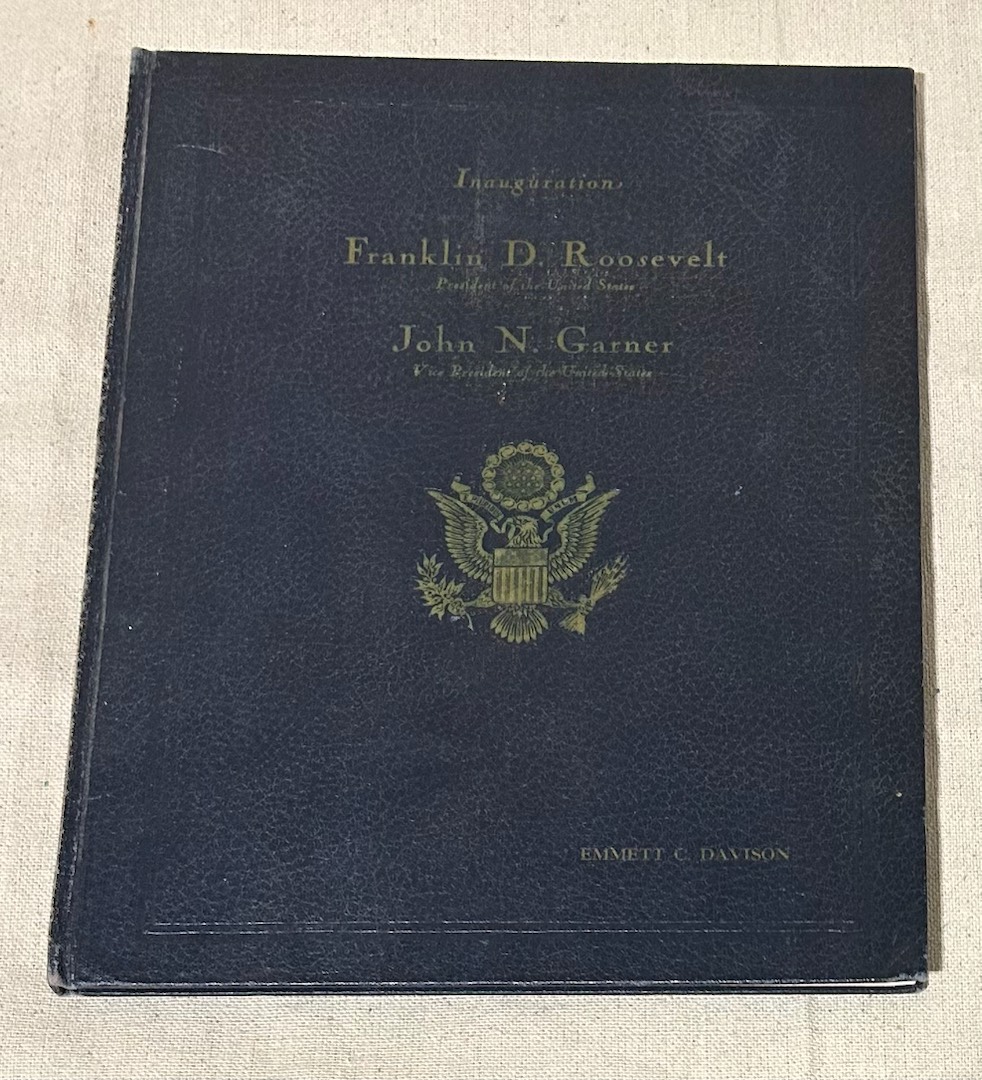 Inauguration
Franklin D. Roosevelt
President of the United States
John N. Garner
Vice President of the United States
EMMETT C. DAVISON